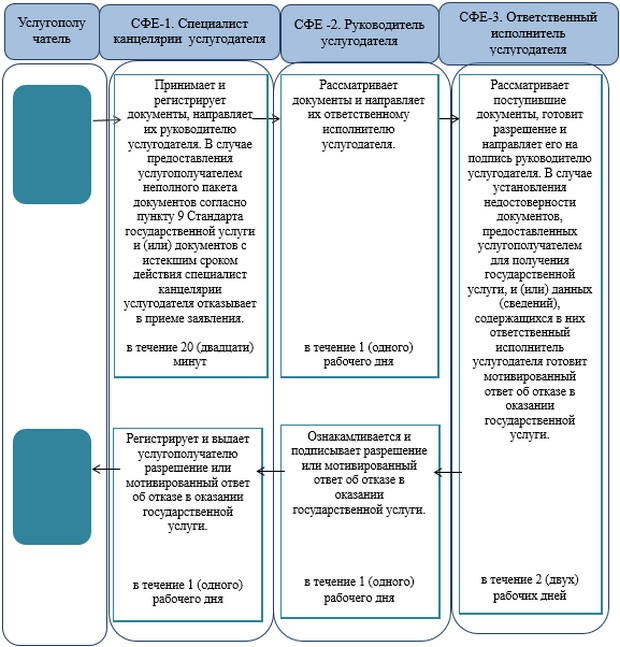 Услугополу
чатель
СФЕ-1. Специалист
канцелярии услугодателя
СФЕ -2. Руководитель
услугодателя
СФЕ-3. Ответственный
исполнитель
услугодателя
Принимает и
регистрирует
документы, направляет
их руководителю
услугодателя. В случае
предоставления
услугополучателем
неполного пакета
документов согласно
пункту 9 Стандарта
государственной услуги
и (или) документов с
истекшим сроком
действия специалист
канцелярии
услугодателя отказывает
в приеме заявления.
в течение 20 (двадцати)
минут
Рассматривает
документы и направляет
их ответственному
исполнителю
услугодателя.
в течение 1 (одного)
рабочего дня
Рассматривает
поступившие
документы, готовит
разрешение и
направляет его на
подпись руководителю
услугодателя. В случае
установления
недостоверности
документов,
предоставленных
услугополучателем
для получения
государственной
услуги, и (или) данных
(сведений),
содержащихся в них
ответственный
исполнитель
услугодателя готовит
мотивированный
ответ об отказе в
оказании
государственной
услуги.
в течение 2 (двух)
рабочих дней
Ознакамливается и
подписывает разрешение
или мотивированный
ответ об отказе в
оказании
государственной услуги.
в течение 1 (одного)
рабочего дня
Регистрирует и выдает
услугополучателю
разрешение или
мотивированный ответ
об отказе в оказании
государственной
услуги.
в течение 1 (одного)
рабочего дня